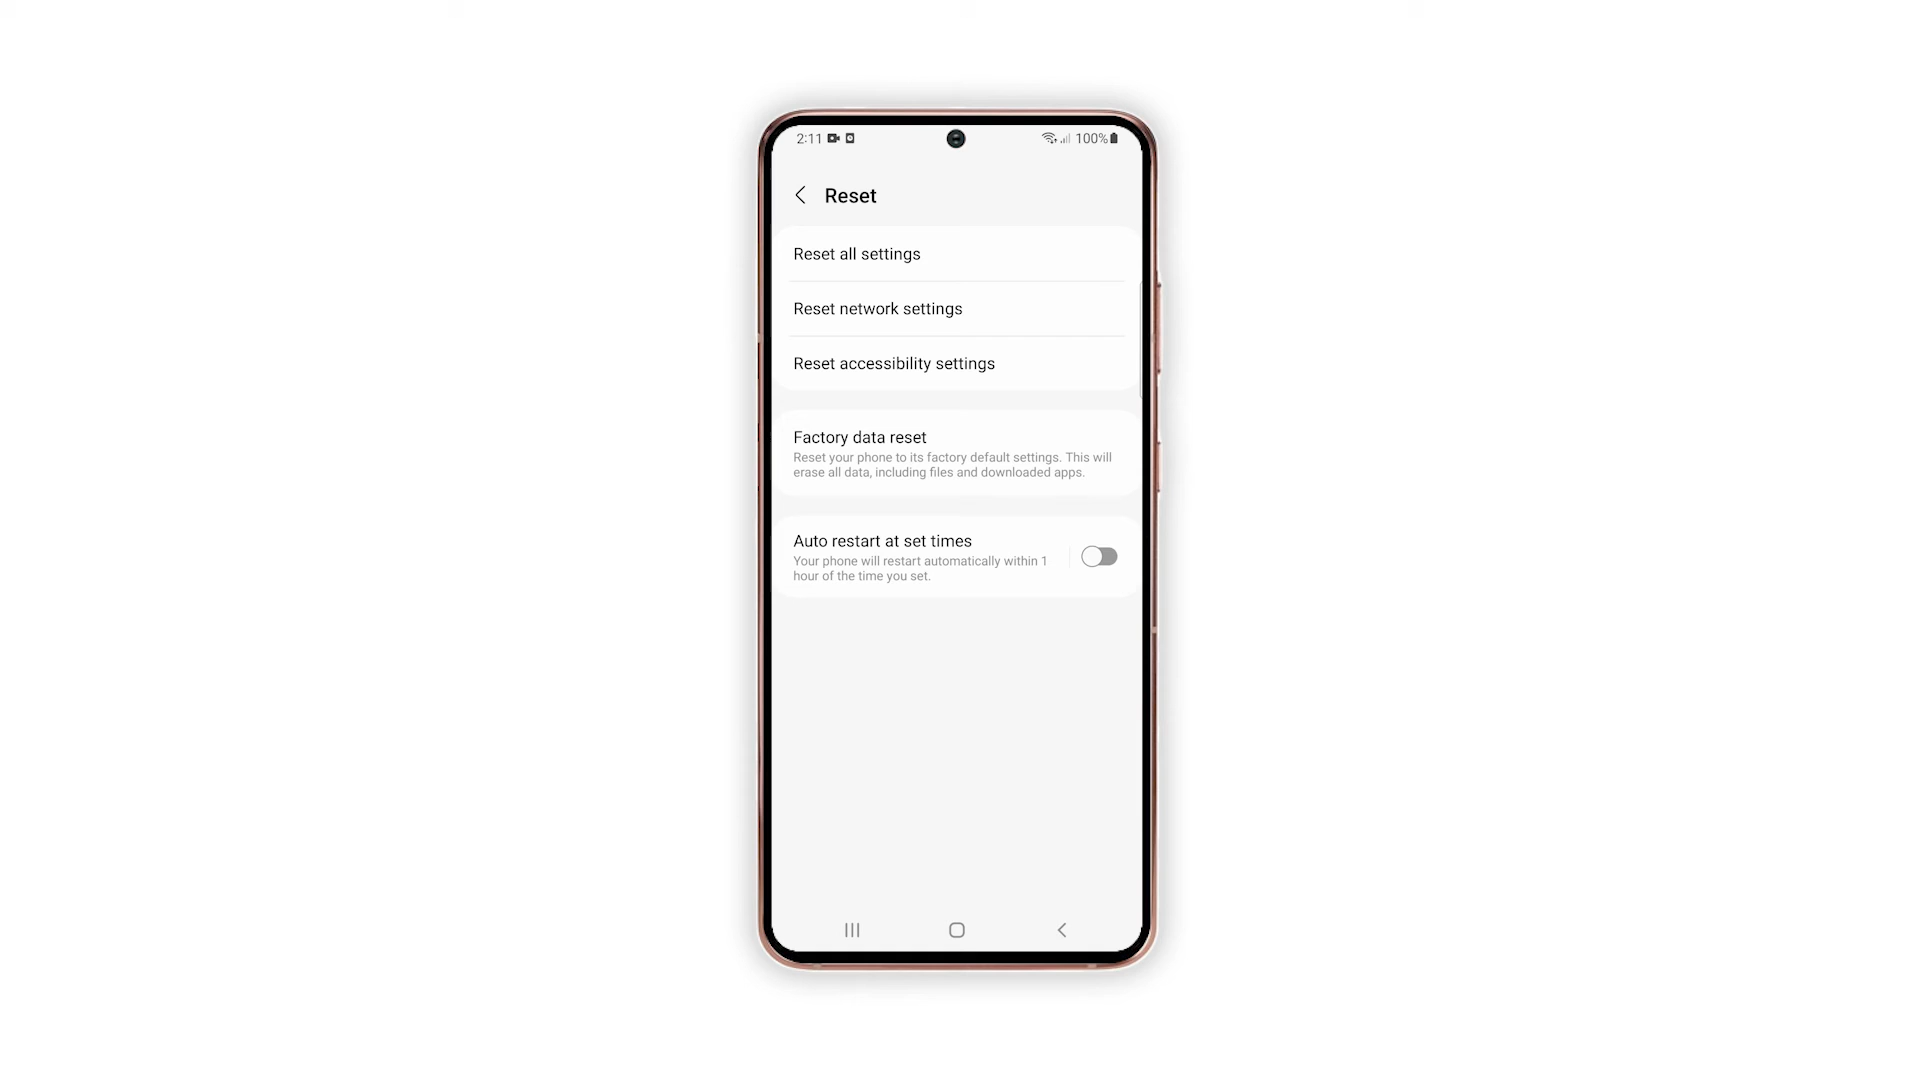 2:11 100%
Reset
Reset all settings
Reset network settings
Reset accessibility settings
Factory data reset
Reset your phone to its factory default settings. This will
erase all data, including files and downloaded apps.
Auto restart at set times
Your phone will restart automatically within 1
hour of the time you set.